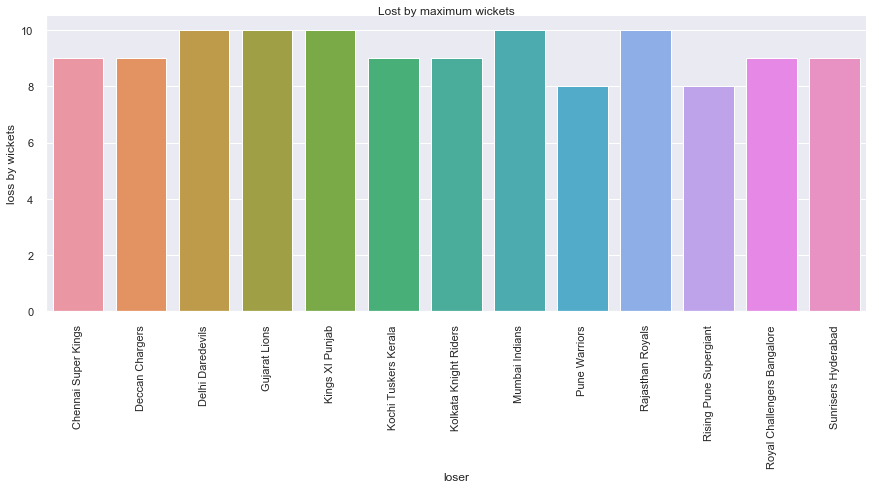 Lost by maximum wickets
loss by wickets
10
8
6
4
2
0
Chennai Super Kings
Deccan Chargers
Delhi Daredevils
Gujarat Lions
Kings XI Punjab
Kochi Tuskers Kerala
Kolkata Knight Riders
Mumbai Indians
Pune Warriors
Rajasthan Royals
Rising Pune Supergiant
Royal Challengers Bangalore
Sunrisers Hyderabad
loser